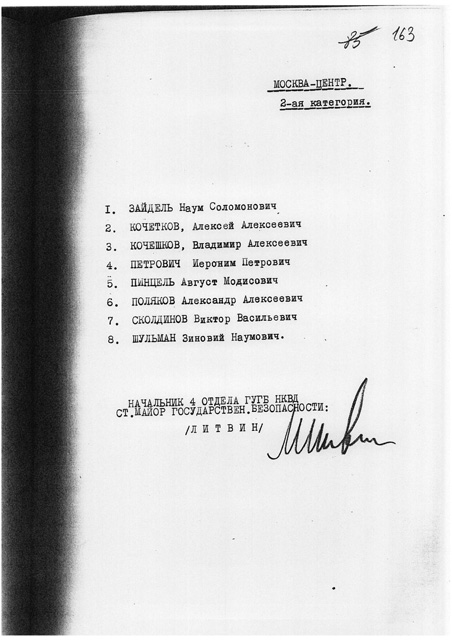 85 163
МОСКВА-ЦЕНТР.
2-ая категория.
1. ЗАЙДЕЛЬ Наум Соломонович
2. КОЧЕТКОВ, Алексей Алексеевич
3. КОЧЕШКОВ, Владимир Алексеевич
4. ПЕТРОВИЧ Иероним Петрович
5. ПИНЦЕЛЬ Август Модисович
6. ПОЛЯКОВ Александр Алексеевич
7. СКОЛДИНОВ Виктор Васильевич
8. ШУЛЬМАН Зиновий Наумович.
НАЧАЛЬНИК 4 ОТДЕЛА ГУГБ НКВД
СТ.МАЙОР ГОСУДАРСТВЕН.БЕЗОПАСНОСТИ:
/Л И Т В И Н/